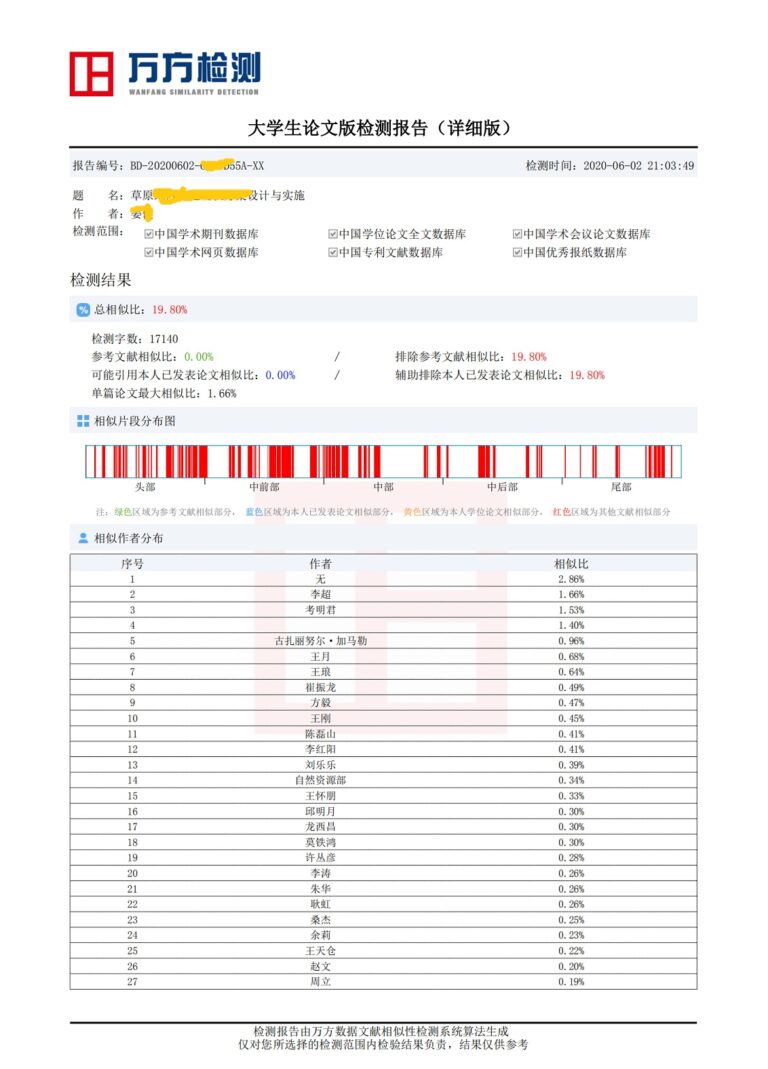 万方检测
WANFANG SIMILARITY DETECTION
大学生论文版检测报告（详细版）
报告编号：BD-20200602- 55A-XX 检测时间：2020-06-02 21:03:49
题 名：草原 设计与实施
作 者：
检测范围： ☑中国学术期刊数据库 ☑中国学位论文全文数据库 ☑中国学术会议论文数据库
☑中国学术网页数据库 ☑中国专利文献数据库 ☑中国优秀报纸数据库
检测结果
% 总相似比：19.80%
检测字数：17140
参考文献相似比：0.00% / 排除参考文献相似比：19.80%
可能引用本人已发表论文相似比：0.00% / 辅助排除本人已发表论文相似比：19.80%
单篇论文最大相似比：1.66%
相似片段分布图
头部 中前部 中部 中后部 尾部
注：绿色区域为参考文献相似部分， 蓝色区域为本人已发表论文相似部分， 黄色区域为本人学位论文相似部分， 红色区域为其他文献相似部分
相似作者分布
序号 作者 相似比
1 无 2.86%
2 李超 1.66%
3 考明君 1.53%
4 1.40%
5 古扎丽努尔·加马勒 0.96%
6 王月 0.68%
7 王琅 0.64%
8 崔振龙 0.49%
9 方毅 0.47%
10 王刚 0.45%
11 陈磊山 0.41%
12 李红阳 0.41%
13 刘乐乐 0.39%
14 自然资源部 0.34%
15 王怀朋 0.33%
16 邱明月 0.30%
17 龙西昌 0.30%
18 莫铁鸿 0.30%
19 许丛彦 0.28%
20 李涛 0.26%
21 朱华 0.26%
22 耿虹 0.26%
23 桑杰 0.25%
24 余莉 0.23%
25 王天仓 0.22%
26 赵文 0.20%
27 周立 0.19%
检测报告由万方数据文献相似性检测系统算法生成
仅对您所选择的检测范围内检验结果负责，结果仅供参考